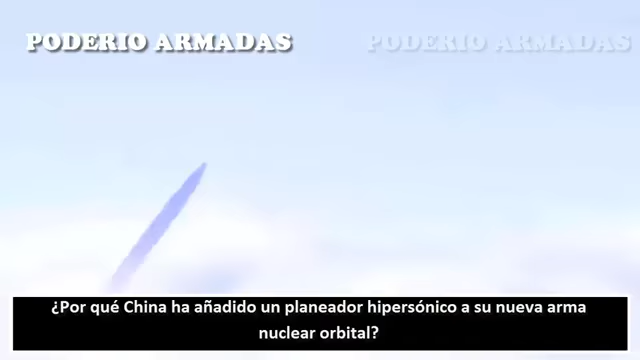 PODERIO ARMADAS
PODERIO ARMADAS
¿Por qué China ha añadido un planeador hipersónico a su nueva arma
nuclear orbital?